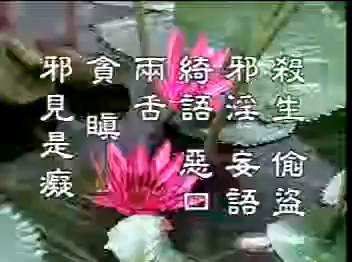 殺生 偷盜
邪淫 妄語
綺語 惡口
兩舌
貪 瞋
邪見是癡